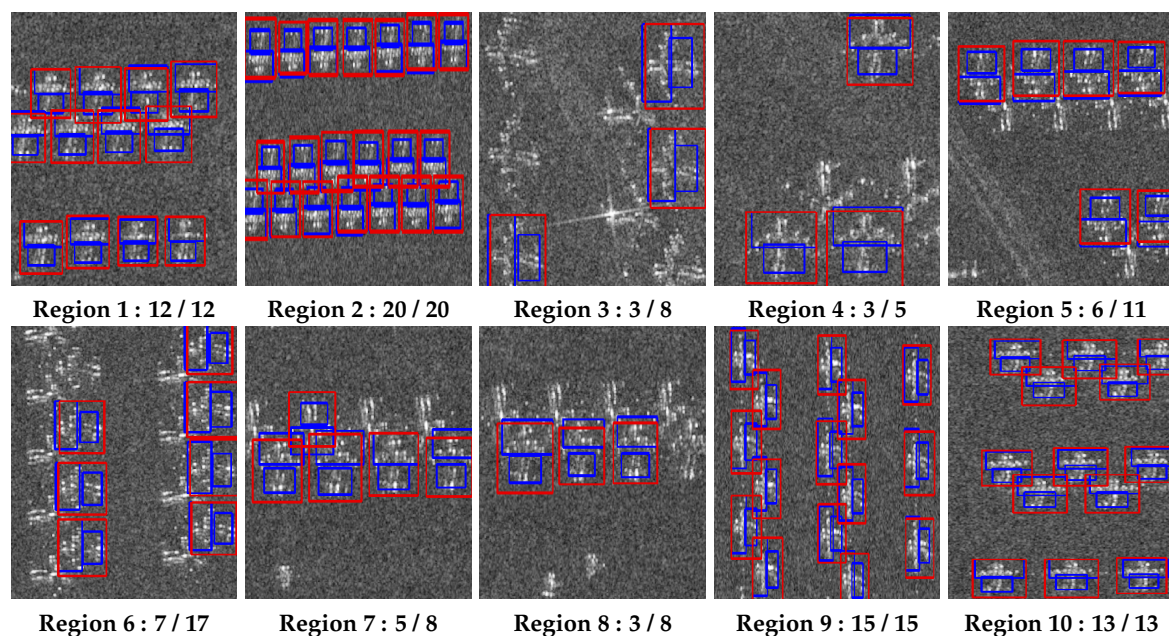 Region 1 : 12 / 12
Region 2 : 20 / 20
Region 3 : 3 / 8
Region 4 : 3 / 5
Region 5 : 6 / 11
Region 6 : 7 / 17
Region 7 : 5 / 8
Region 8 : 3 / 8
Region 9 : 15 / 15
Region 10 : 13 / 13